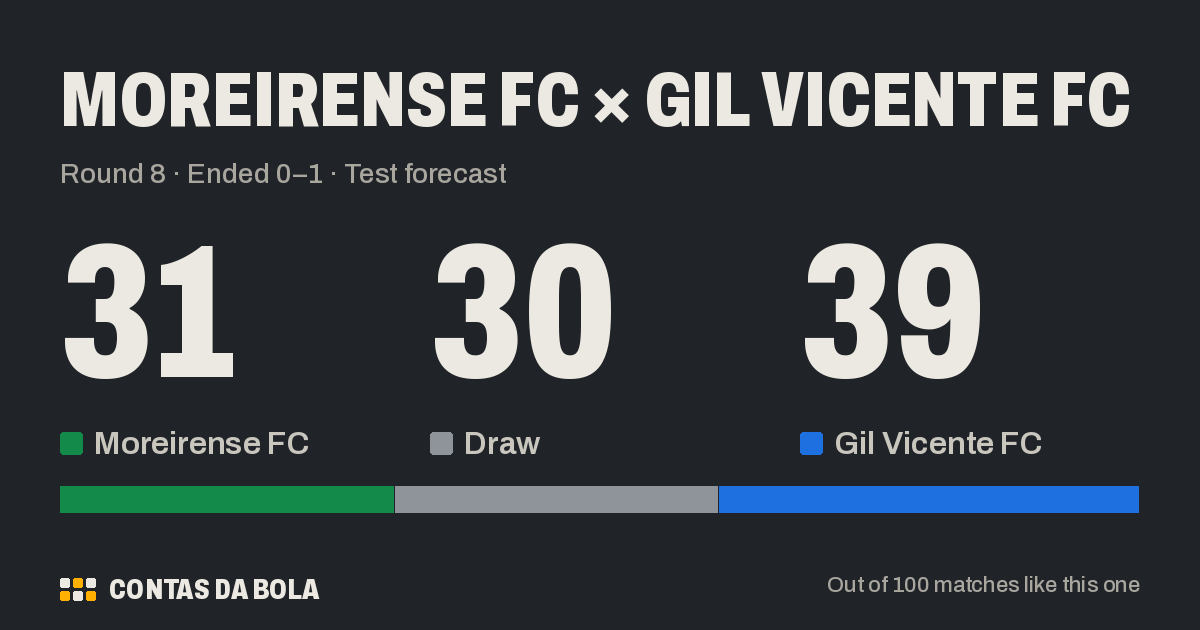 MOREIRENSE FC × GIL VICENTE FC
Round 8 · Ended 0–1 · Test forecast
31 30 39
Moreirense FC Draw Gil Vicente FC
CONTAS DA BOLA
Out of 100 matches like this one